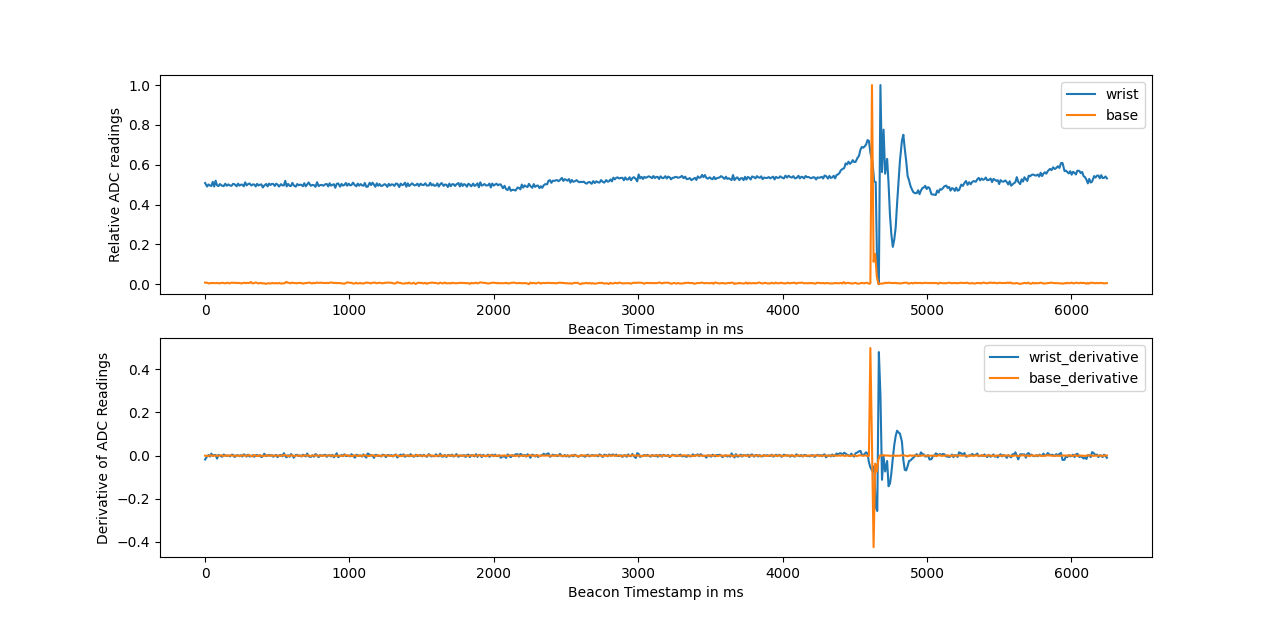 Relative ADC readings
1.0
0.8
0.6
0.4
0.2
0.0
wrist
base
0 1000 2000 3000 4000 5000 6000
Beacon Timestamp in ms
Derivative of ADC Readings
0.4
0.2
0.0
−0.2
−0.4
wrist_derivative
base_derivative
0 1000 2000 3000 4000 5000 6000
Beacon Timestamp in ms